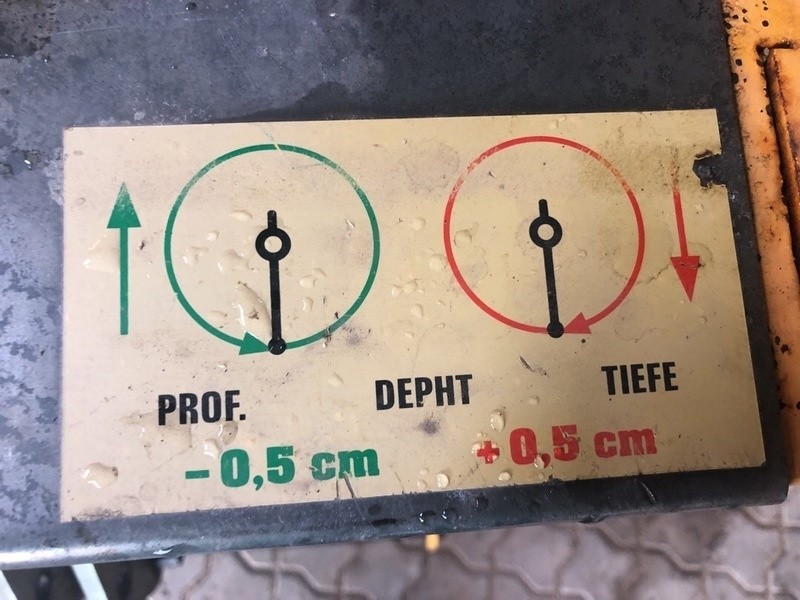 PROF. DEPHT TIEFE
- 0,5 cm + 0,5 cm